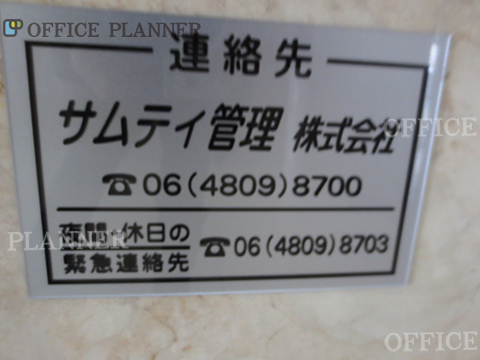 OFFICE PLANNER
連絡先
サムティ管理 株式会社
OFFICE
☎06(4809)8700
PLANNER
夜間・休日の
緊急連絡先
☎06(4809)8703
OFFICE